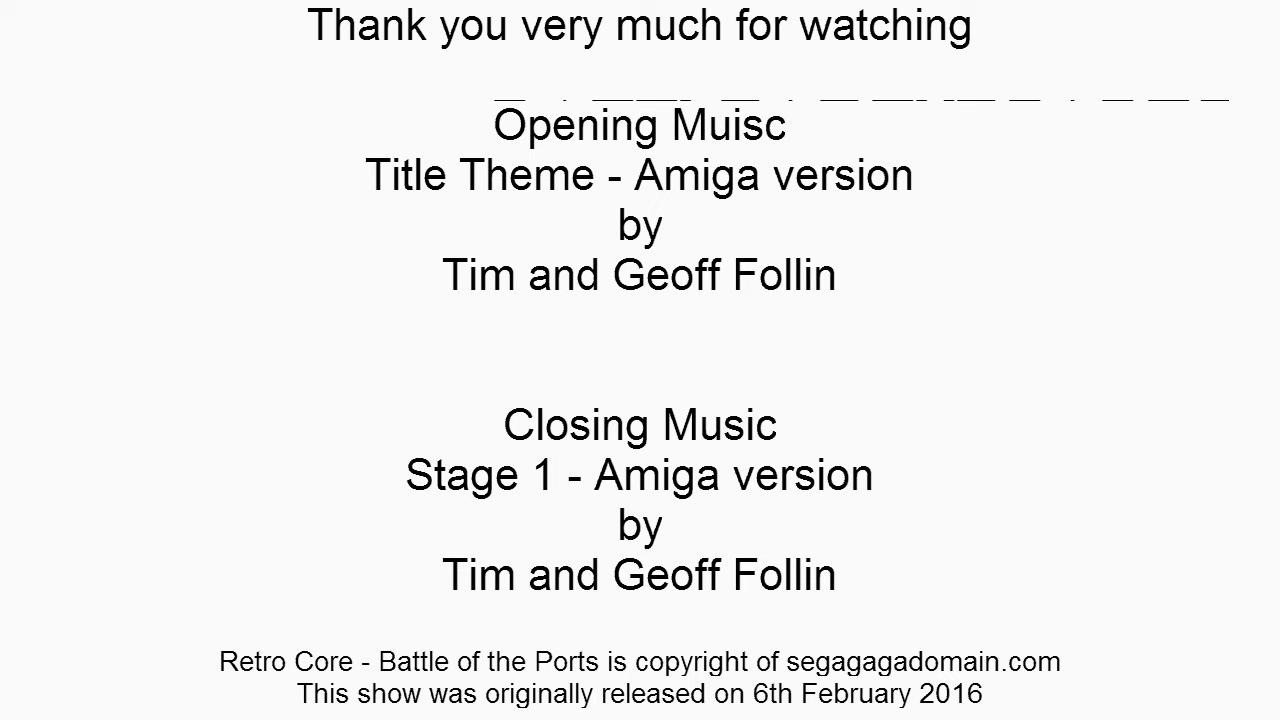 Thank you very much for watching
Opening Muisc
Title Theme - Amiga version
by
Tim and Geoff Follin
Closing Music
Stage 1 - Amiga version
by
Tim and Geoff Follin
Retro Core - Battle of the Ports is copyright of segagagadomain.com
This show was originally released on 6th February 2016